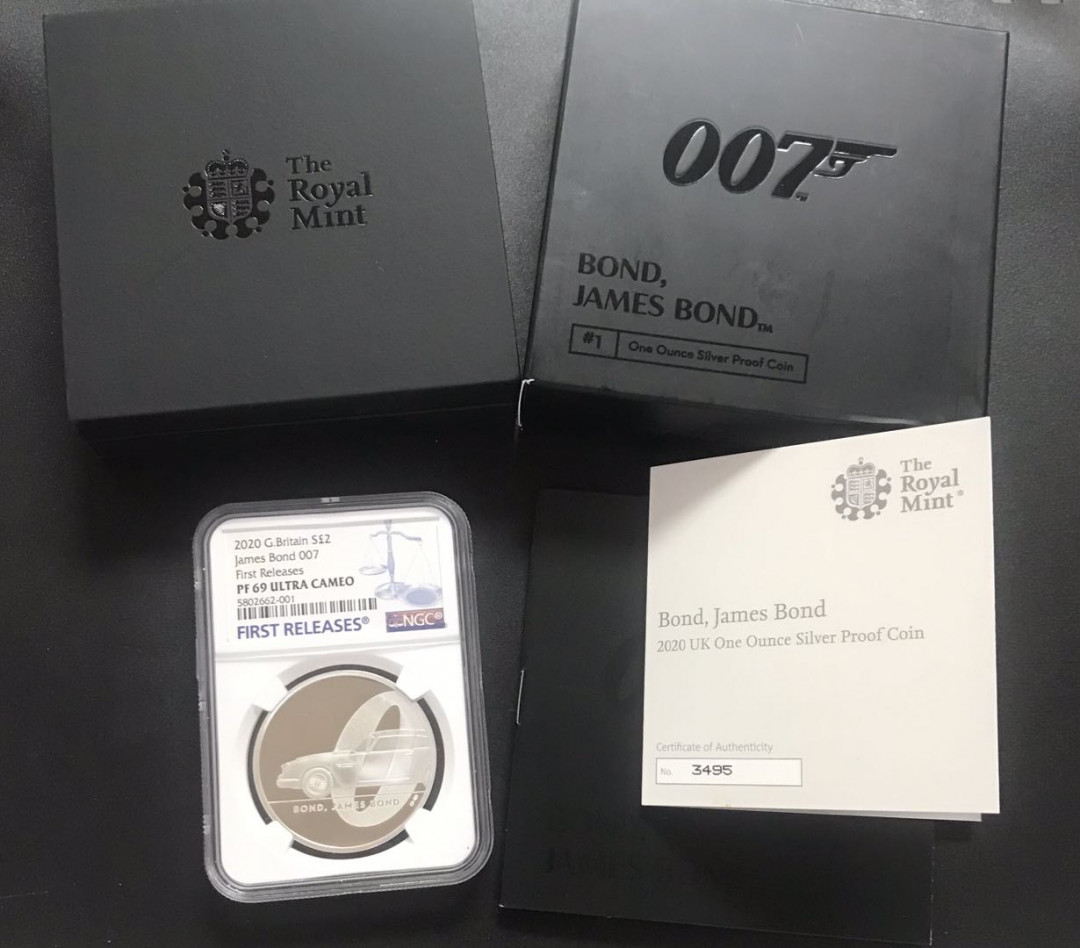 The
Royal
Mint
007
BOND,
JAMES BOND™
#1 One Ounce Silver Proof Coin
2020 G.Britain S£2
James Bond 007
First Releases
PF 69 ULTRA CAMEO
5802662-001
FIRST RELEASES®
NGC®
BOND, JAMES BOND
The
Royal
Mint®
Bond, James Bond
2020 UK One Ounce Silver Proof Coin
Certificate of Authenticity
No. 3495